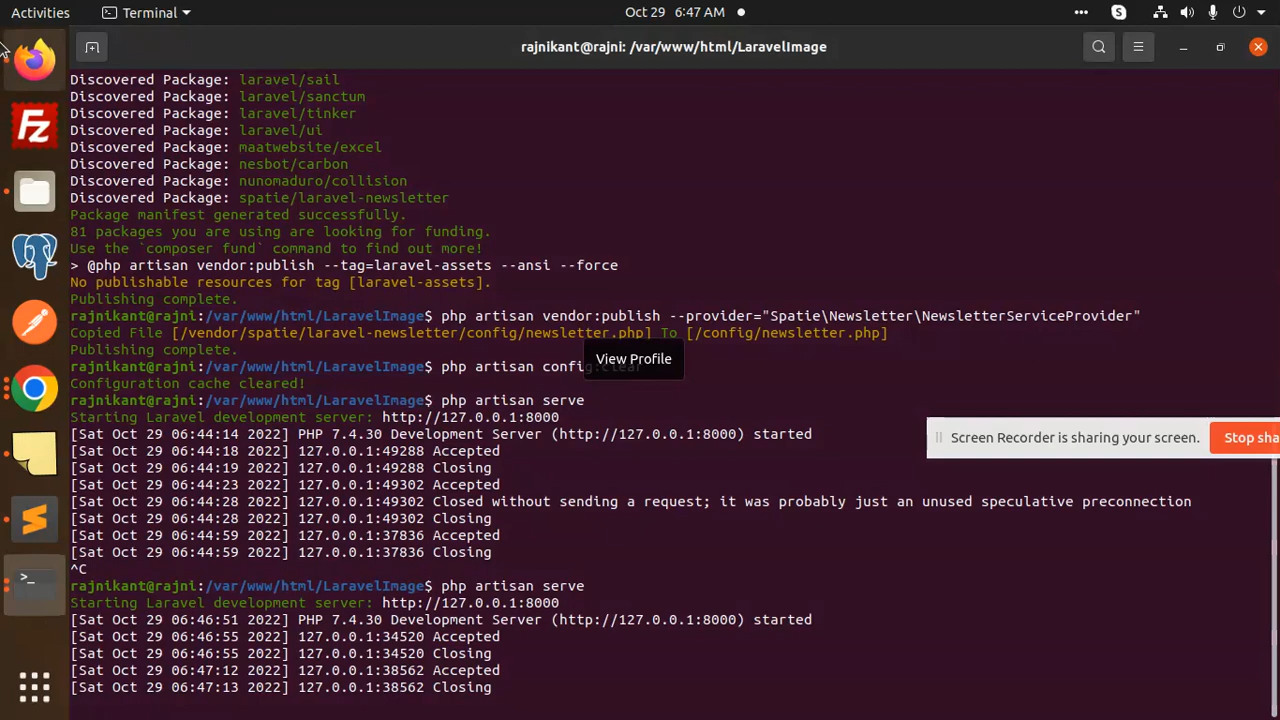 Activities
Terminal
Oct 29 6:47 AM
rajnikant@rajni: /var/www/html/LaravelImage
Discovered Package: laravel/sail
Discovered Package: laravel/sanctum
Discovered Package: laravel/tinker
Discovered Package: laravel/ui
Discovered Package: maatwebsite/excel
Discovered Package: nesbot/carbon
Discovered Package: nunomaduro/collision
Discovered Package: spatie/laravel-newsletter
Package manifest generated successfully.
81 packages you are using are looking for funding.
Use the `composer fund` command to find out more!
> @php artisan vendor:publish --tag=laravel-assets --ansi --force
No publishable resources for tag [laravel-assets].
Publishing complete.
rajnikant@rajni:/var/www/html/LaravelImage$ php artisan vendor:publish --provider="Spatie\Newsletter\NewsletterServiceProvider"
Copied File [/vendor/spatie/laravel-newsletter/config/newsletter.php] To [/config/newsletter.php]
Publishing complete.
View Profile
rajnikant@rajni:/var/www/html/LaravelImage$ php artisan config:clear
Configuration cache cleared!
rajnikant@rajni:/var/www/html/LaravelImage$ php artisan serve
Starting Laravel development server: http://127.0.0.1:8000
[Sat Oct 29 06:44:14 2022] PHP 7.4.30 Development Server (http://127.0.0.1:8000) started
Screen Recorder is sharing your screen.
Stop sha
[Sat Oct 29 06:44:18 2022] 127.0.0.1:49288 Accepted
[Sat Oct 29 06:44:19 2022] 127.0.0.1:49288 Closing
[Sat Oct 29 06:44:23 2022] 127.0.0.1:49302 Accepted
[Sat Oct 29 06:44:28 2022] 127.0.0.1:49302 Closed without sending a request; it was probably just an unused speculative preconnection
[Sat Oct 29 06:44:28 2022] 127.0.0.1:49302 Closing
[Sat Oct 29 06:44:59 2022] 127.0.0.1:37836 Accepted
[Sat Oct 29 06:44:59 2022] 127.0.0.1:37836 Closing
^C
rajnikant@rajni:/var/www/html/LaravelImage$ php artisan serve
Starting Laravel development server: http://127.0.0.1:8000
[Sat Oct 29 06:46:51 2022] PHP 7.4.30 Development Server (http://127.0.0.1:8000) started
[Sat Oct 29 06:46:55 2022] 127.0.0.1:34520 Accepted
[Sat Oct 29 06:46:55 2022] 127.0.0.1:34520 Closing
[Sat Oct 29 06:47:12 2022] 127.0.0.1:38562 Accepted
[Sat Oct 29 06:47:13 2022] 127.0.0.1:38562 Closing